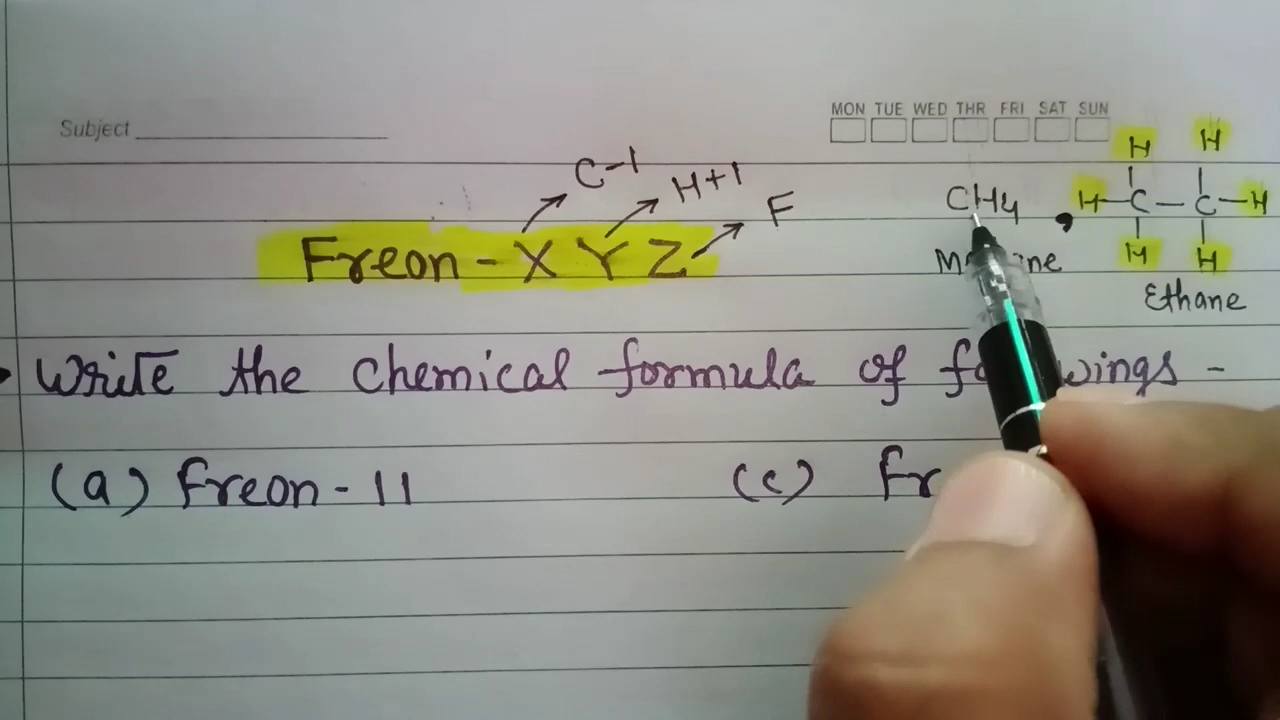 Subject
MON TUE WED THR FRI SAT SUN
C-1 H+1 F
Freon - X Y Z
CH4 ,
H H
H-C-C-H
H H
Ethane
Write the chemical formula of -
(a) freon - 11
(c)